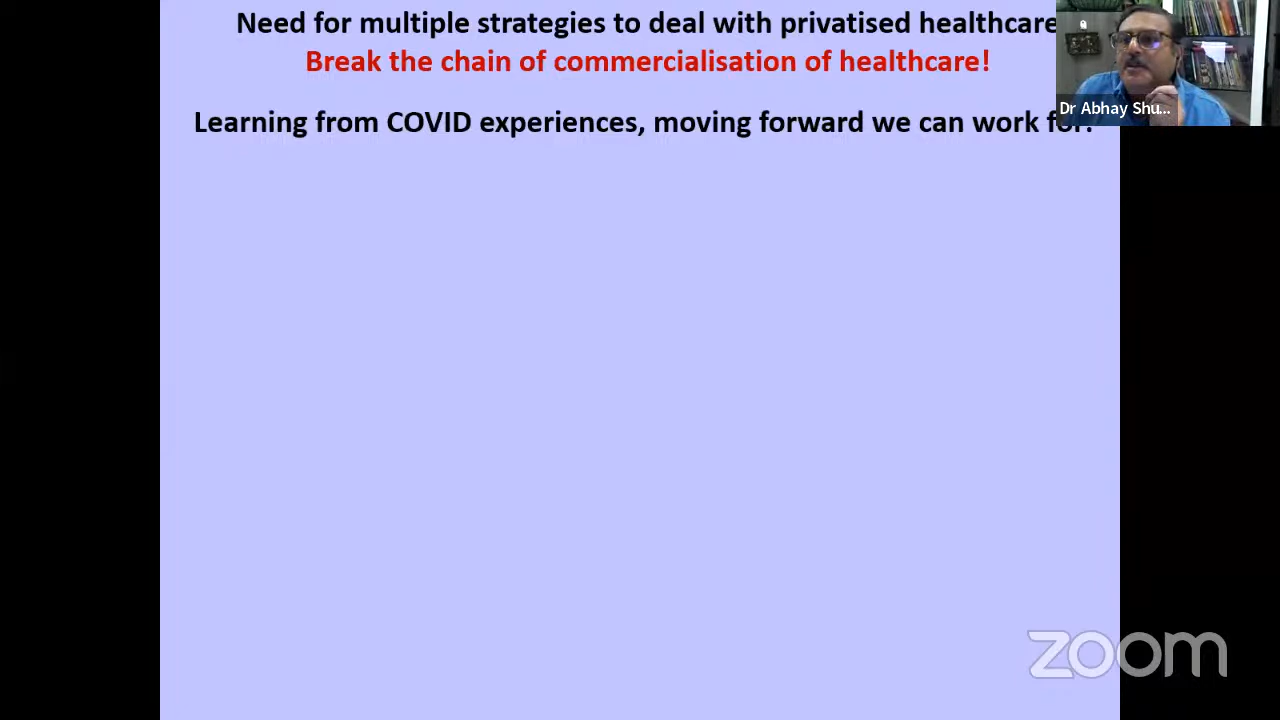 Need for multiple strategies to deal with privatised healthcare
Break the chain of commercialisation of healthcare!
Learning from COVID experiences, moving forward we can work for:
Dr Abhay Shu...
zoom